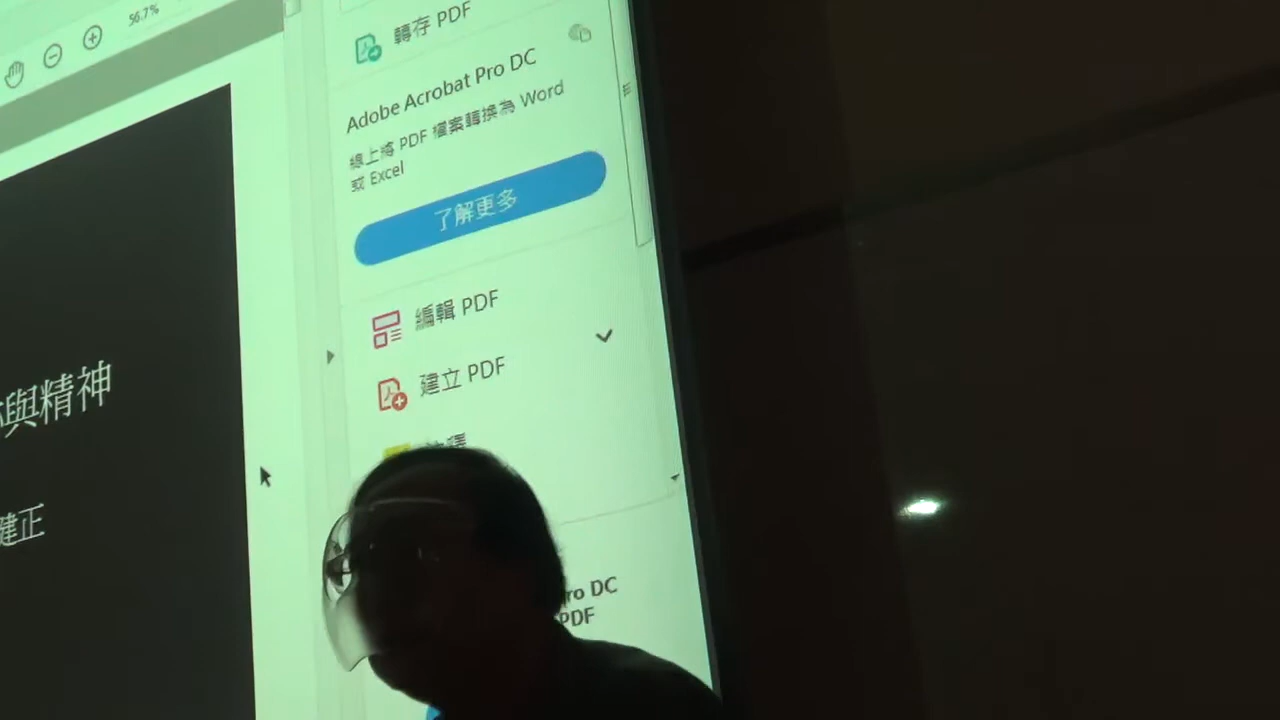 56.7%
轉存 PDF
Adobe Acrobat Pro DC
線上將 PDF 檔案轉換為 Word
或 Excel
了解更多
編輯 PDF
建立 PDF
與精神
健正
ro DC
PDF